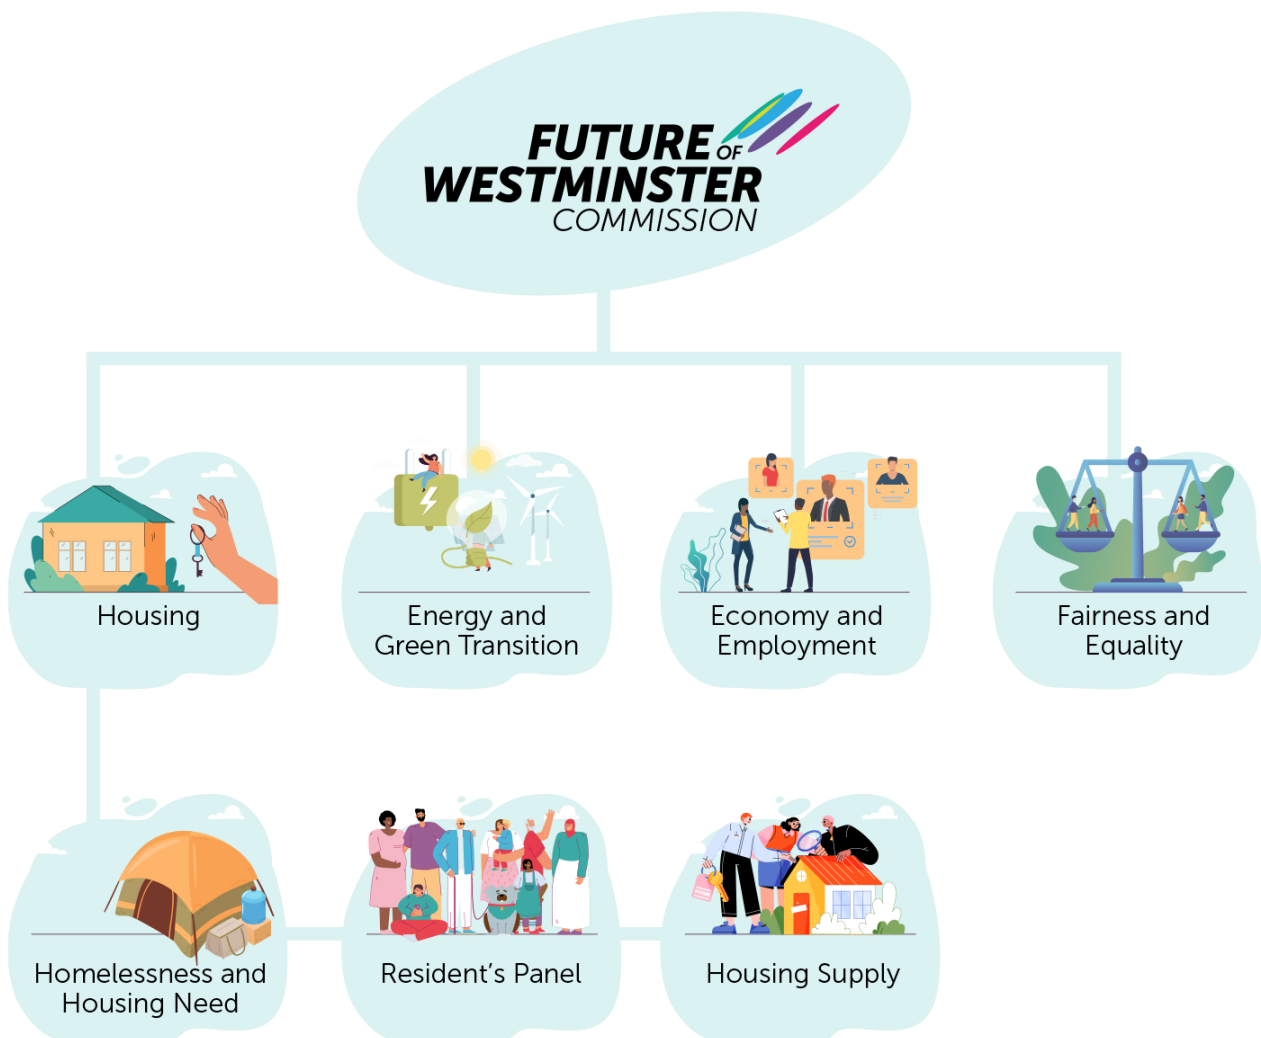 FUTURE OF
WESTMINSTER
COMMISSION
Housing
Energy and
Green Transition
Economy and
Employment
Fairness and
Equality
Homelessness and
Housing Need
Resident’s Panel
Housing Supply